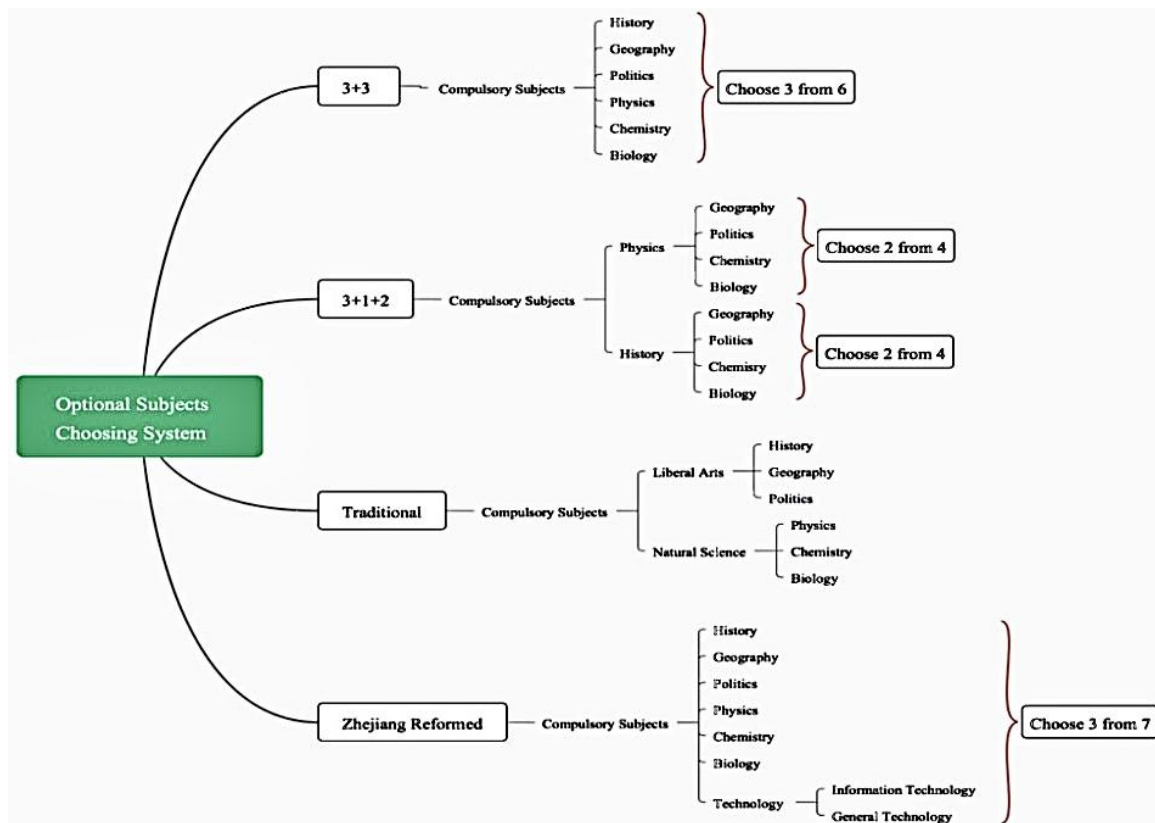 Optional Subjects
Choosing System
3+3
Compulsory Subjects
History
Geography
Politics
Physics
Chemistry
Biology
Choose 3 from 6
3+1+2
Compulsory Subjects
Physics
Geography
Politics
Chemistry
Biology
Choose 2 from 4
History
Geography
Politics
Chemisry
Biology
Choose 2 from 4
Traditional
Compulsory Subjects
Liberal Arts
History
Geography
Politics
Natural Science
Physics
Chemistry
Biology
Zhejiang Reformed
Compulsory Subjects
History
Geography
Politics
Physics
Chemistry
Biology
Technology
Information Technology
General Technology
Choose 3 from 7